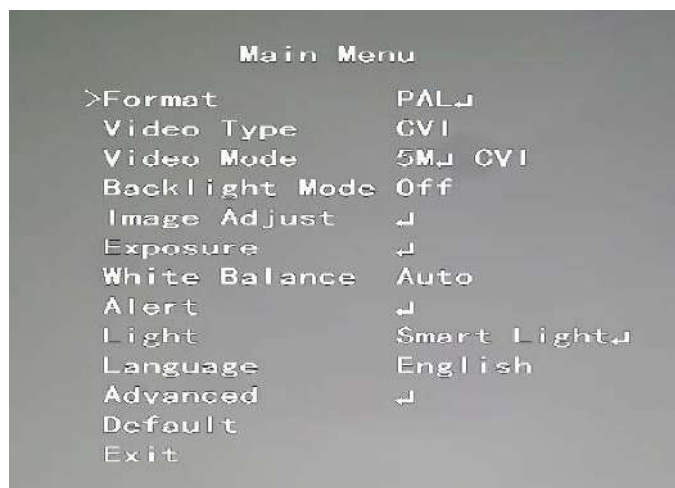 Main Menu
>Format PAL↵
Video Type CVI
Video Mode 5M↵ CVI
Backlight Mode Off
Image Adjust ↵
Exposure ↵
White Balance Auto
Alert ↵
Light Smart Light↵
Language English
Advanced ↵
Default
Exit